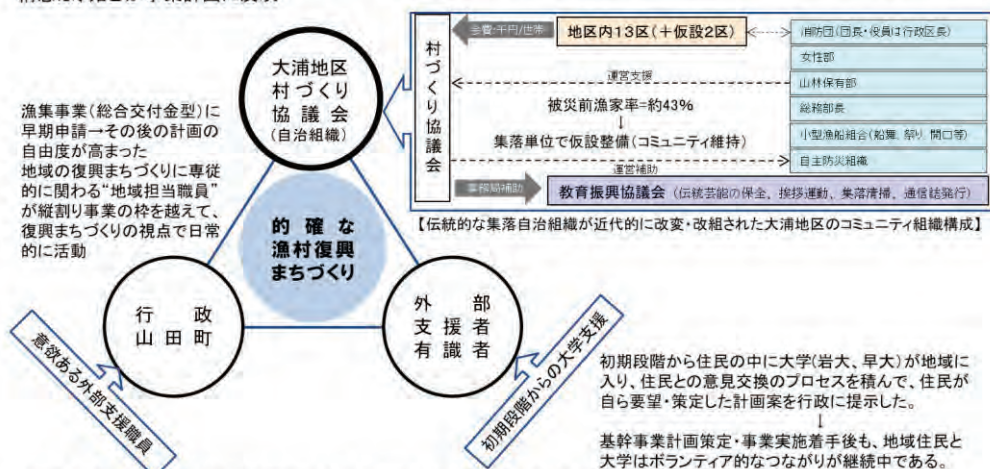 大浦地区
村づくり
協議会
(自治組織)
漁集事業(総合交付金型)に
早期申請→その後の計画の
自由度が高まった
地域の復興まちづくりに専従
的に関わる“地域担当職員”
が縦割り事業の枠を越えて、
復興まちづくりの視点で日常
的に活動
的確な
漁村復興
まちづくり
行政
山田町
外部
支援者
有識者
意欲ある外部支援職員
初期段階からの大学支援
村づくり協議会
会費:千円/世帯
地区内13区(+仮設2区)
消防団(団長・役員は行政区長)
女性部
山林保有部
総務部長
小型漁船組合(船舞、祭り、開口等)
自主防災組織
運営支援
被災前漁家率=約43%
↓
集落単位で仮設整備(コミュニティ維持)
運営補助
事務局補助
教育振興協議会(伝統芸能の保全、挨拶運動、集落清掃、通信誌発行)
【伝統的な集落自治組織が近代的に改変・改組された大浦地区のコミュニティ組織構成】
初期段階から住民の中に大学(岩大、早大)が地域に
入り、住民との意見交換のプロセスを積んで、住民が
自ら要望・策定した計画案を行政に提示した。
↓
基幹事業計画策定・事業実施着手後も、地域住民と
大学はボランティア的なつながりが継続中である。